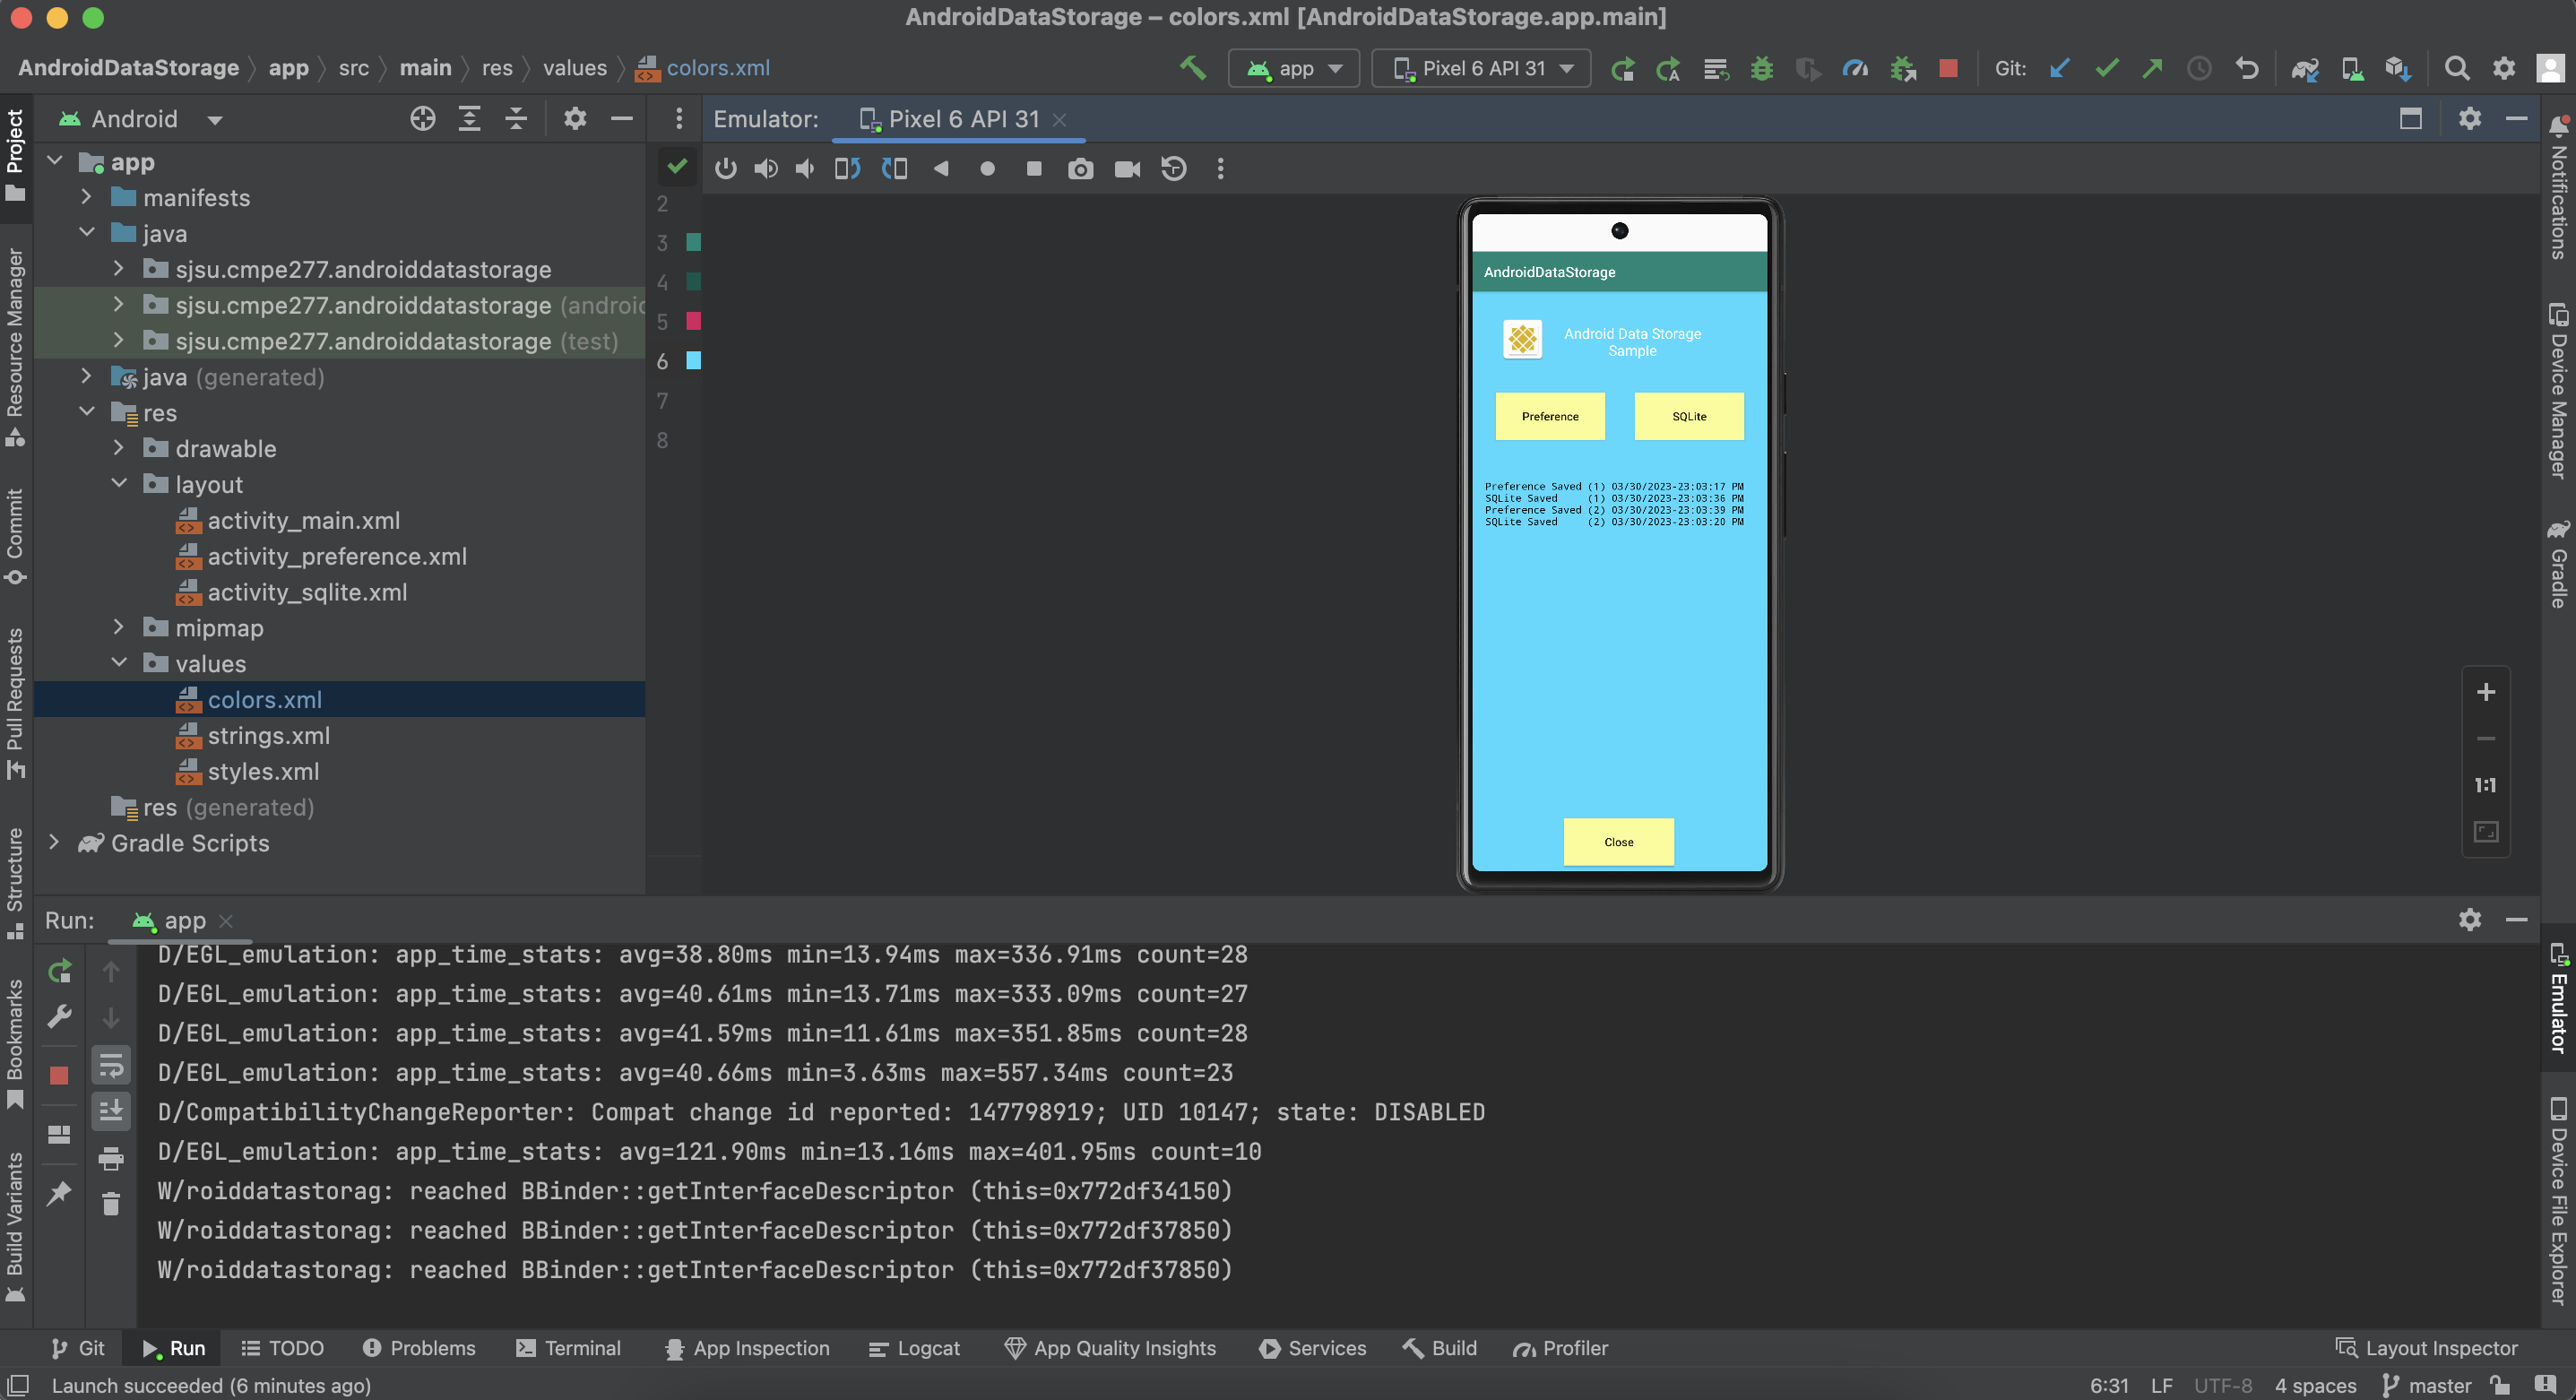 AndroidDataStorage – colors.xml [AndroidDataStorage.app.main]
AndroidDataStorage
app
src
main
res
values
colors.xml
app
Pixel 6 API 31
Git:
Android
Emulator:
Pixel 6 API 31
Project
Resource Manager
Commit
Pull Requests
Structure
Bookmarks
Build Variants
app
manifests
java
sjsu.cmpe277.androiddatastorage
sjsu.cmpe277.androiddatastorage (android
sjsu.cmpe277.androiddatastorage (test)
java (generated)
res
drawable
layout
activity_main.xml
activity_preference.xml
activity_sqlite.xml
mipmap
values
colors.xml
strings.xml
styles.xml
res (generated)
Gradle Scripts
2
3
4
5
6
7
8
AndroidDataStorage
Android Data Storage
Sample
Preference
SQLite
Preference Saved (1) 03/30/2023-23:03:17 PM
SQLite Saved (1) 03/30/2023-23:03:36 PM
Preference Saved (2) 03/30/2023-23:03:39 PM
SQLite Saved (2) 03/30/2023-23:03:20 PM
Close
1:1
Notifications
Device Manager
Gradle
Emulator
Device File Explorer
Run:
app
D/EGL_emulation: app_time_stats: avg=38.80ms min=13.94ms max=336.91ms count=28
D/EGL_emulation: app_time_stats: avg=40.61ms min=13.71ms max=333.09ms count=27
D/EGL_emulation: app_time_stats: avg=41.59ms min=11.61ms max=351.85ms count=28
D/EGL_emulation: app_time_stats: avg=40.66ms min=3.63ms max=557.34ms count=23
D/CompatibilityChangeReporter: Compat change id reported: 147798919; UID 10147; state: DISABLED
D/EGL_emulation: app_time_stats: avg=121.90ms min=13.16ms max=401.95ms count=10
W/roiddatastorag: reached BBinder::getInterfaceDescriptor (this=0x772df34150)
W/roiddatastorag: reached BBinder::getInterfaceDescriptor (this=0x772df37850)
W/roiddatastorag: reached BBinder::getInterfaceDescriptor (this=0x772df37850)
Git
Run
TODO
Problems
Terminal
App Inspection
Logcat
App Quality Insights
Services
Build
Profiler
Layout Inspector
Launch succeeded (6 minutes ago)
6:31
LF
UTF-8
4 spaces
master